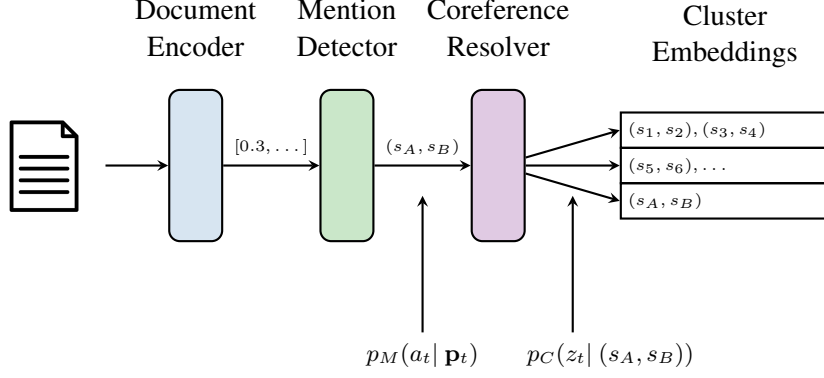 Document
Encoder
Mention
Detector
Coreference
Resolver
Cluster
Embeddings
[0.3, . . . ]
(s_A, s_B)
(s_1, s_2), (s_3, s_4)
(s_5, s_6), . . .
(s_A, s_B)
p_M(a_t| p_t)
p_C(z_t| (s_A, s_B))